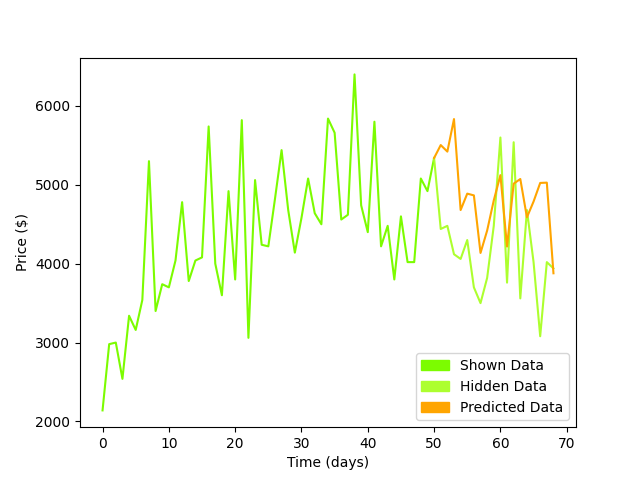 6000
5000
4000
3000
2000
Price ($)
0 10 20 30 40 50 60 70
Time (days)
Shown Data
Hidden Data
Predicted Data